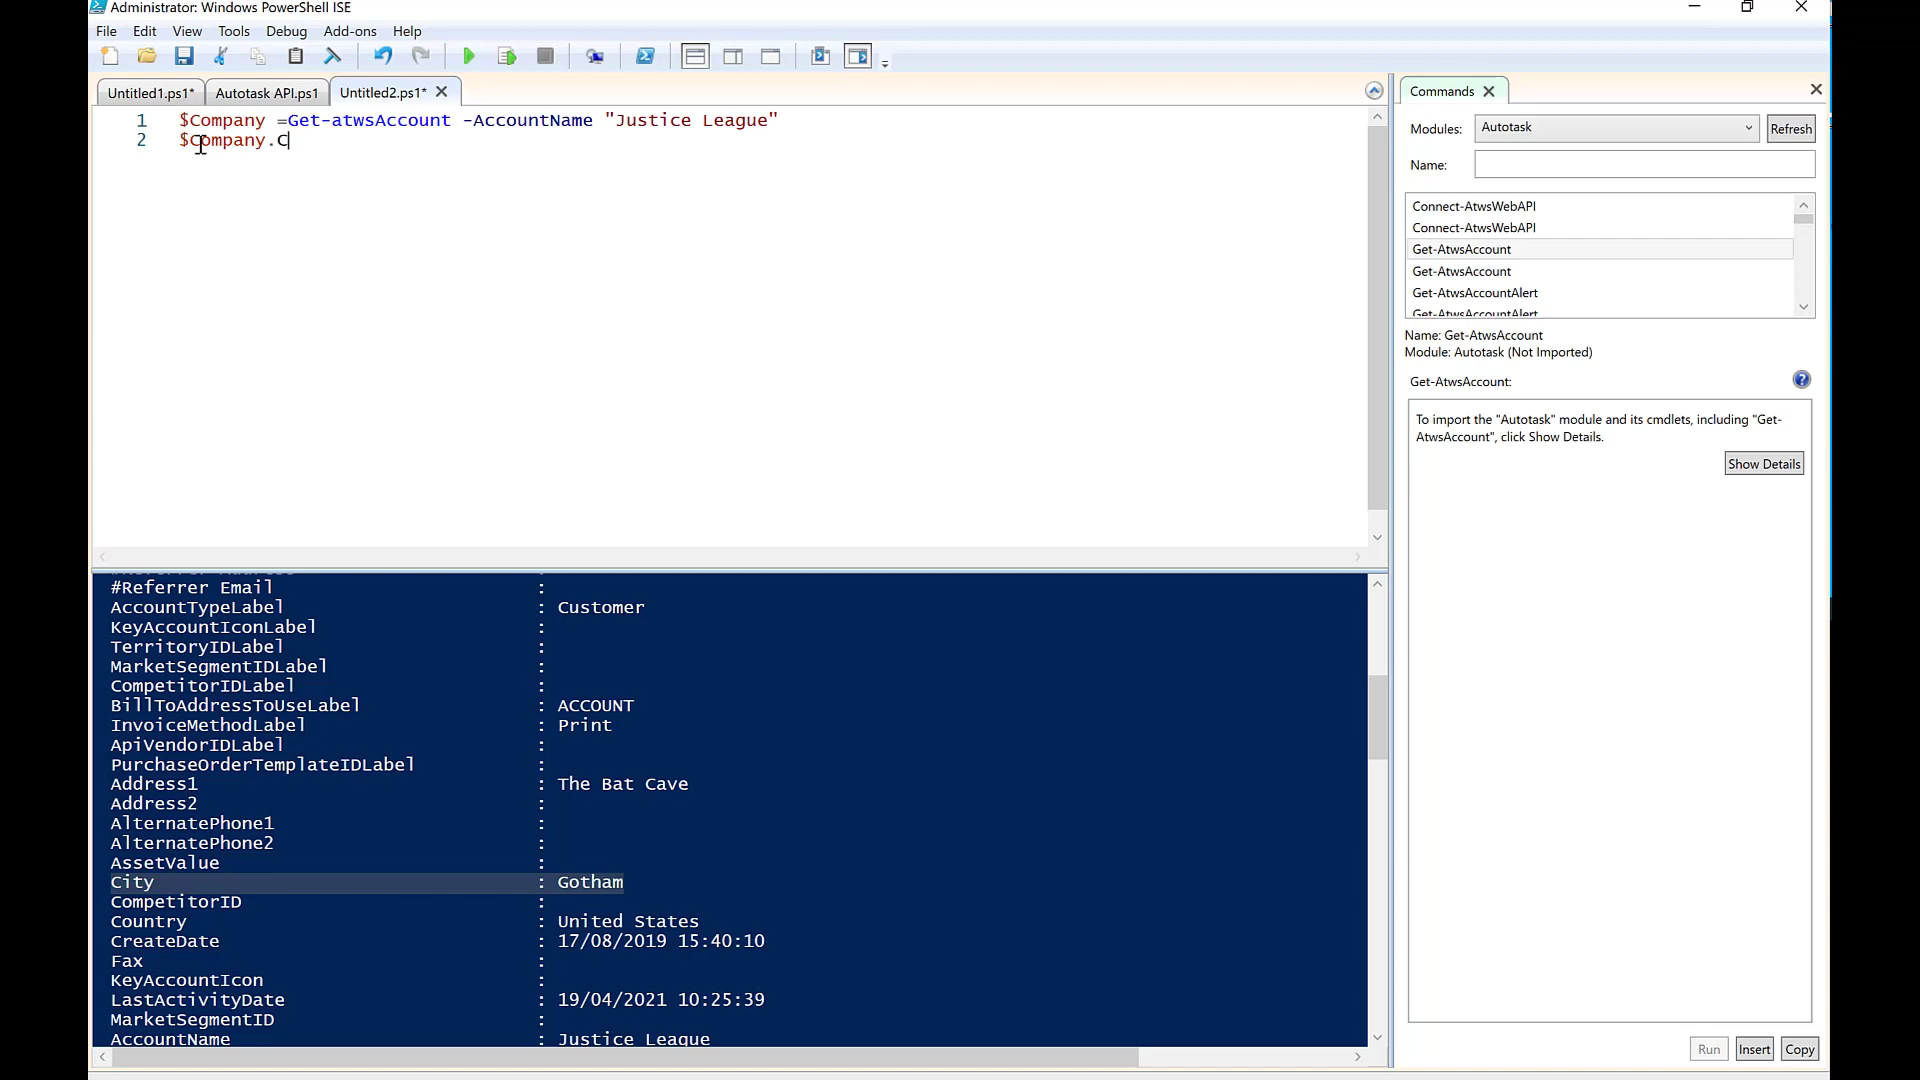 Administrator: Windows PowerShell ISE
File Edit View Tools Debug Add-ons Help
Untitled1.ps1* Autotask API.ps1 Untitled2.ps1*
1 $Company =Get-atwsAccount -AccountName "Justice League"
2 $Company.C
#Referrer Email :
AccountTypeLabel : Customer
KeyAccountIconLabel :
TerritoryIDLabel :
MarketSegmentIDLabel :
CompetitorIDLabel :
BillToAddressToUseLabel : ACCOUNT
InvoiceMethodLabel : Print
ApiVendorIDLabel :
PurchaseOrderTemplateIDLabel :
Address1 : The Bat Cave
Address2 :
AlternatePhone1 :
AlternatePhone2 :
AssetValue :
City : Gotham
CompetitorID :
Country : United States
CreateDate : 17/08/2019 15:40:10
Fax :
KeyAccountIcon :
LastActivityDate : 19/04/2021 10:25:39
MarketSegmentID :
AccountName : Justice League
Commands
Modules: Autotask Refresh
Name:
Connect-AtwsWebAPI
Connect-AtwsWebAPI
Get-AtwsAccount
Get-AtwsAccount
Get-AtwsAccountAlert
Get-AtwsAccountAlert
Name: Get-AtwsAccount
Module: Autotask (Not Imported)
Get-AtwsAccount:
To import the "Autotask" module and its cmdlets, including "Get-
AtwsAccount", click Show Details.
Show Details
Run Insert Copy